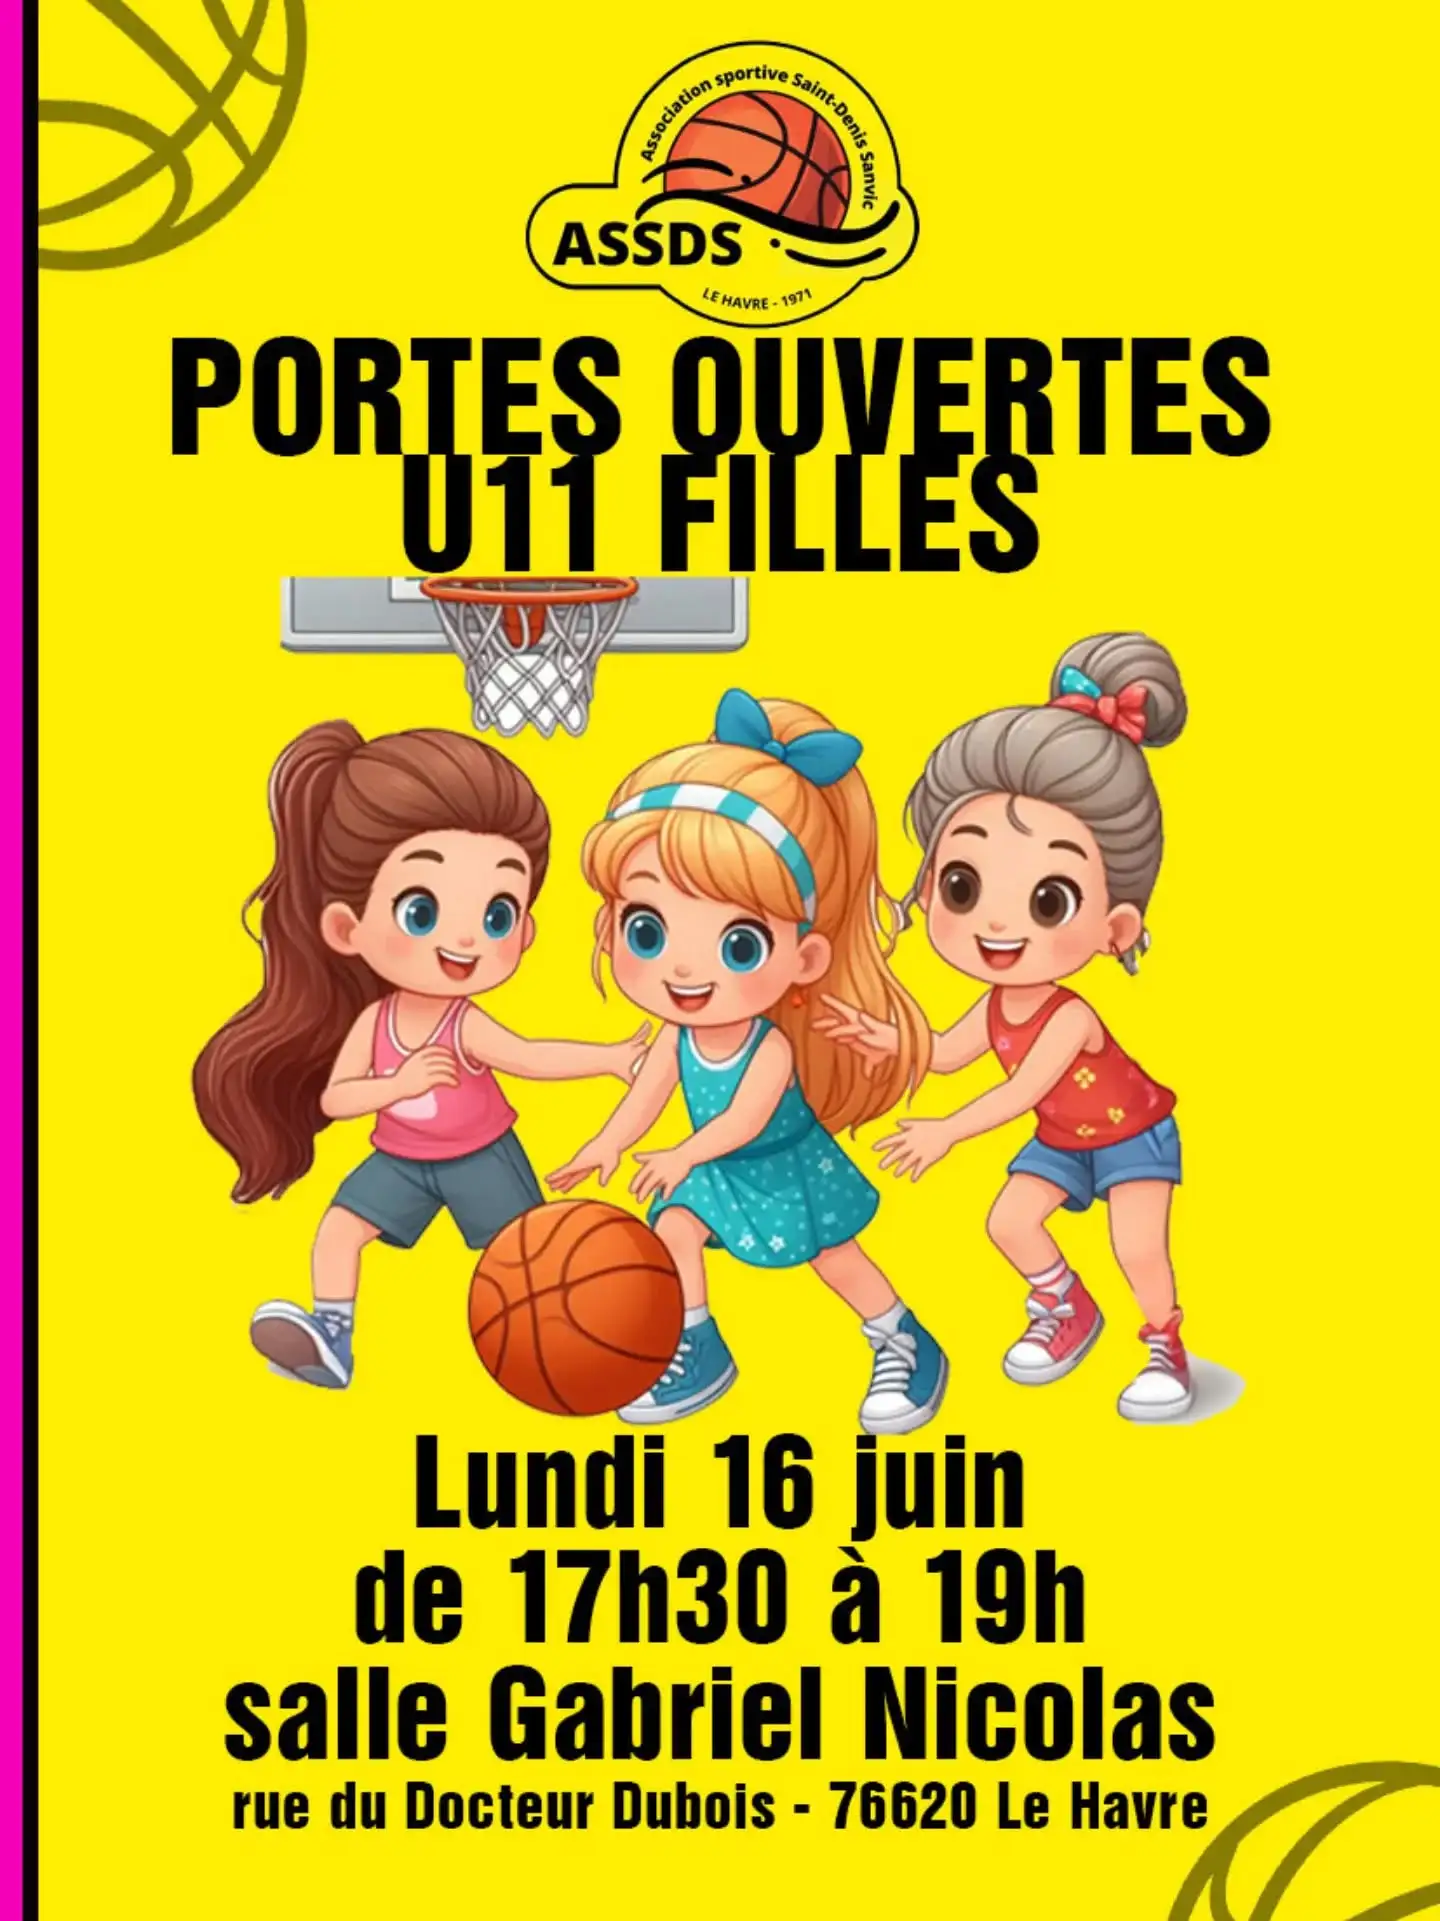 Association sportive Saint-Denis Sanvic
ASSDS
LE HAVRE - 1971
PORTES OUVERTES
U11 FILLES
Lundi 16 juin
de 17h30 à 19h
salle Gabriel Nicolas
rue du Docteur Dubois - 76620 Le Havre